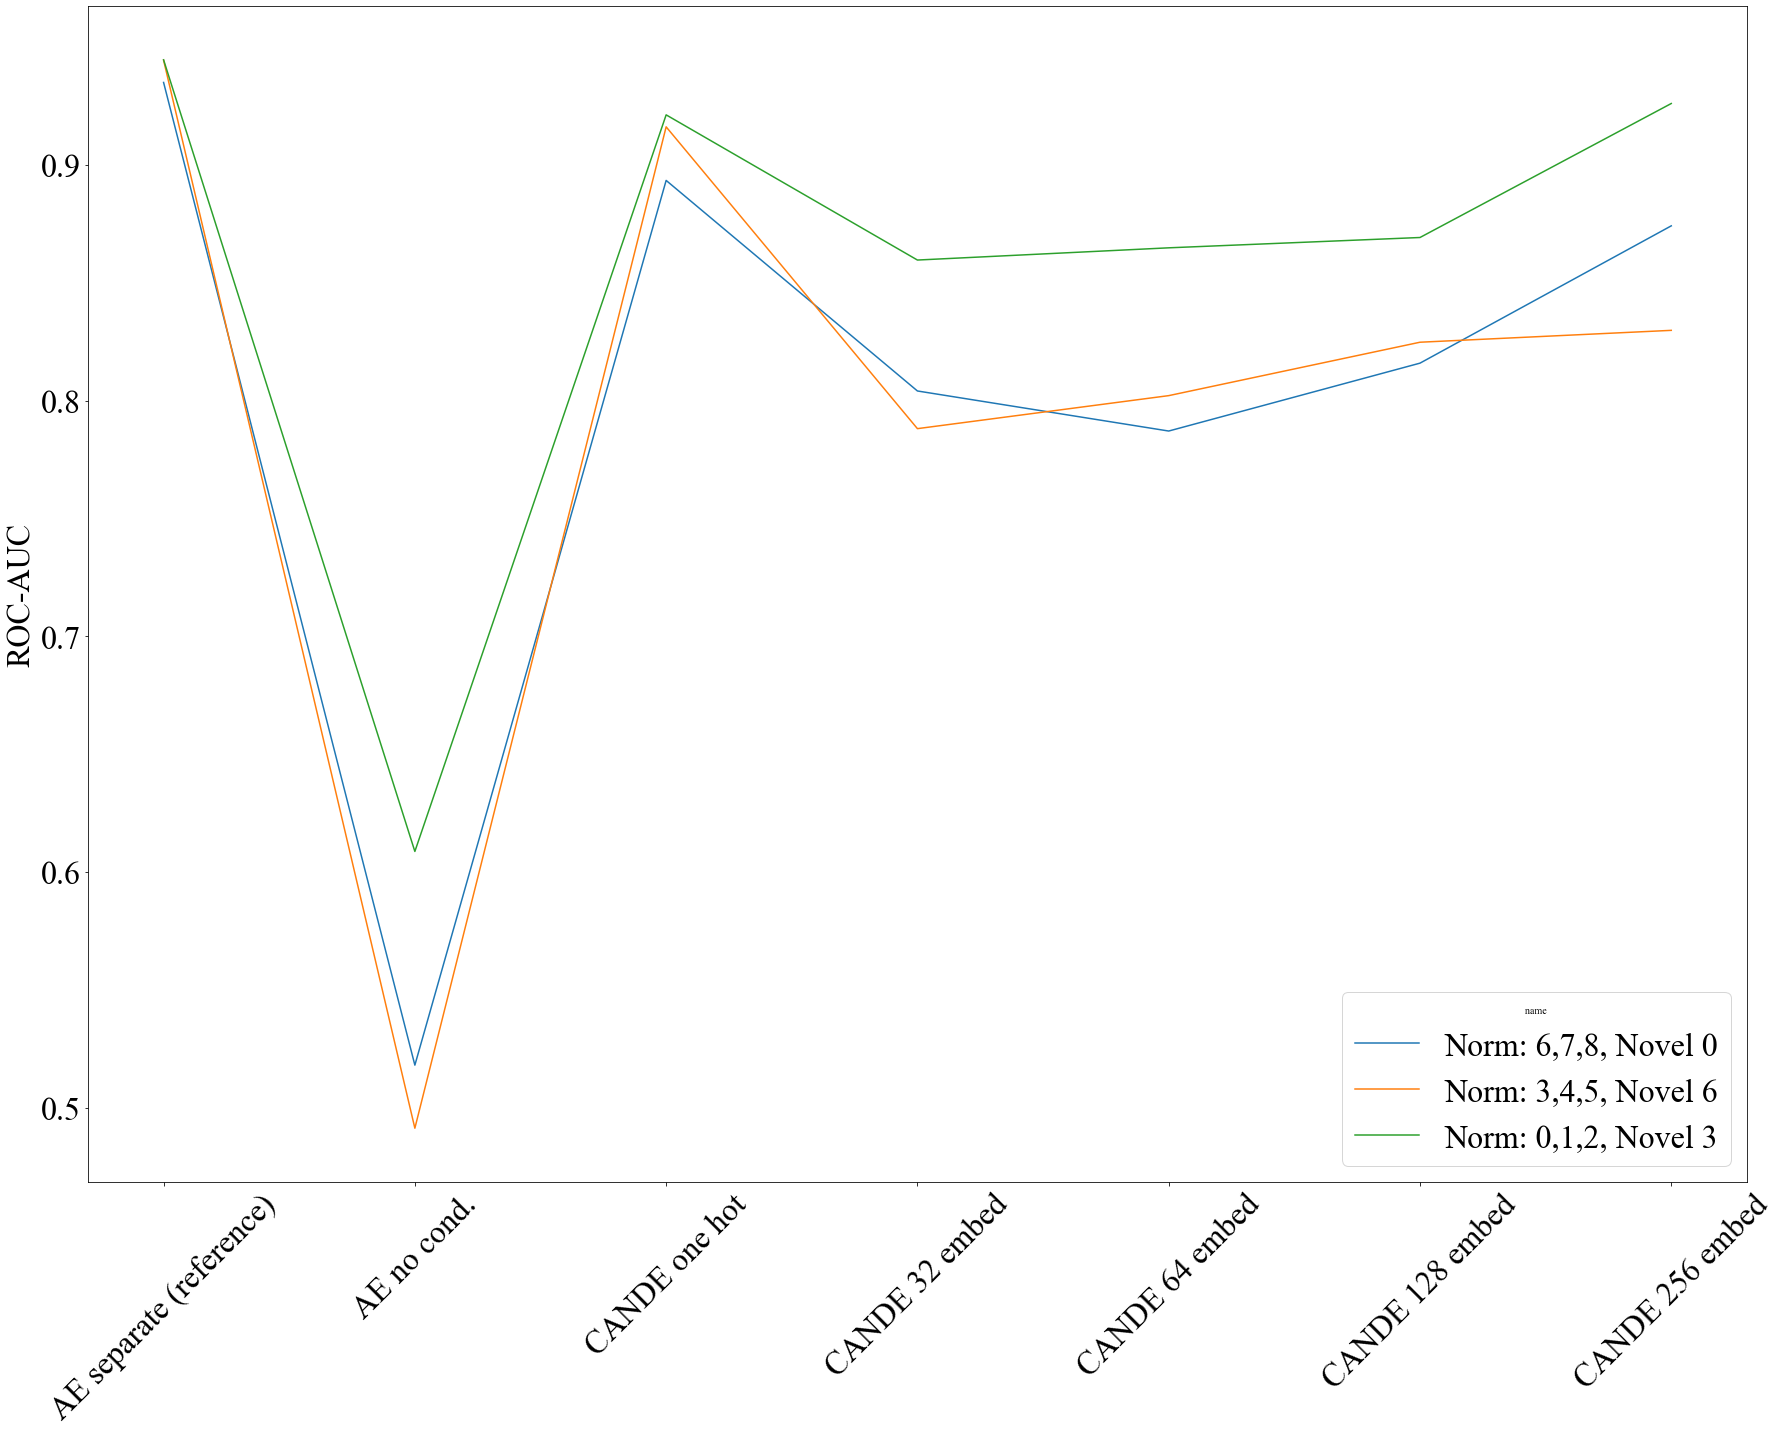 0.9
0.8
0.7
0.6
0.5
ROC-AUC
name
Norm: 6,7,8, Novel 0
Norm: 3,4,5, Novel 6
Norm: 0,1,2, Novel 3
AE separate (reference)
AE no cond.
CANDE one hot
CANDE 32 embed
CANDE 64 embed
CANDE 128 embed
CANDE 256 embed